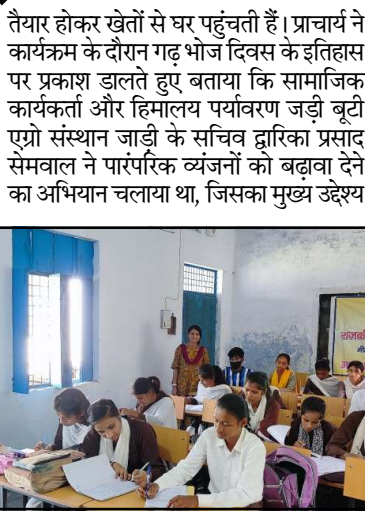 तैयार होकर खेतों से घर पहुंचती हैं। प्राचार्य ने
कार्यक्रम के दौरान गढ़ भोज दिवस के इतिहास
पर प्रकाश डालते हुए बताया कि सामाजिक
कार्यकर्ता और हिमालय पर्यावरण जड़ी बूटी
एग्रो संस्थान जाड़ी के सचिव द्वारिका प्रसाद
सेमवाल ने पारंपरिक व्यंजनों को बढ़ावा देने
का अभियान चलाया था, जिसका मुख्य उद्देश्य